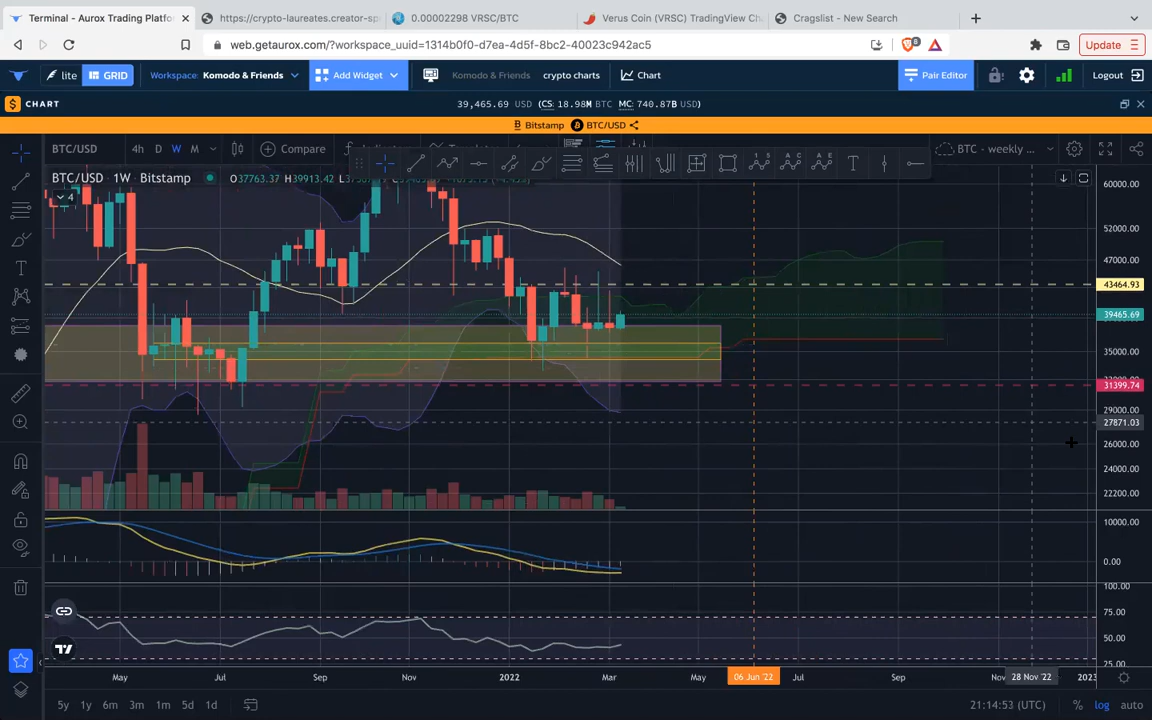 Terminal - Aurox Trading Platfo
https://crypto-laureates.creator-sp
0.00002298 VRSC/BTC
Verus Coin (VRSC) TradingView Ch
Cragslist - New Search
web.getaurox.com/?workspace_uuid=1314b0f0-d7ea-4d5f-8bc2-40023c942ac5
8
Update
lite
GRID
Workspace: Komodo & Friends
Add Widget
Komodo & Friends
crypto charts
Chart
Pair Editor
Logout
CHART
39,465.69 USD (CS: 18.98M BTC MC: 740.87B USD)
Bitstamp
BTC/USD
BTC/USD
4h
D
W
M
Compare
BTC - weekly ...
BTC/USD · 1W · Bitstamp
O37763.37 H39913.42
4
60000.00
52000.00
47000.00
43464.93
39465.69
35000.00
31399.74
29000.00
27871.03
26000.00
24000.00
22200.00
10000.00
0.00
100.00
75.00
50.00
25.00
May
Jul
Sep
Nov
2022
Mar
May
06 Jun '22
Jul
Sep
Nov
28 Nov '22
2023
5y
1y
6m
3m
1m
5d
1d
21:14:53 (UTC)
%
log
auto